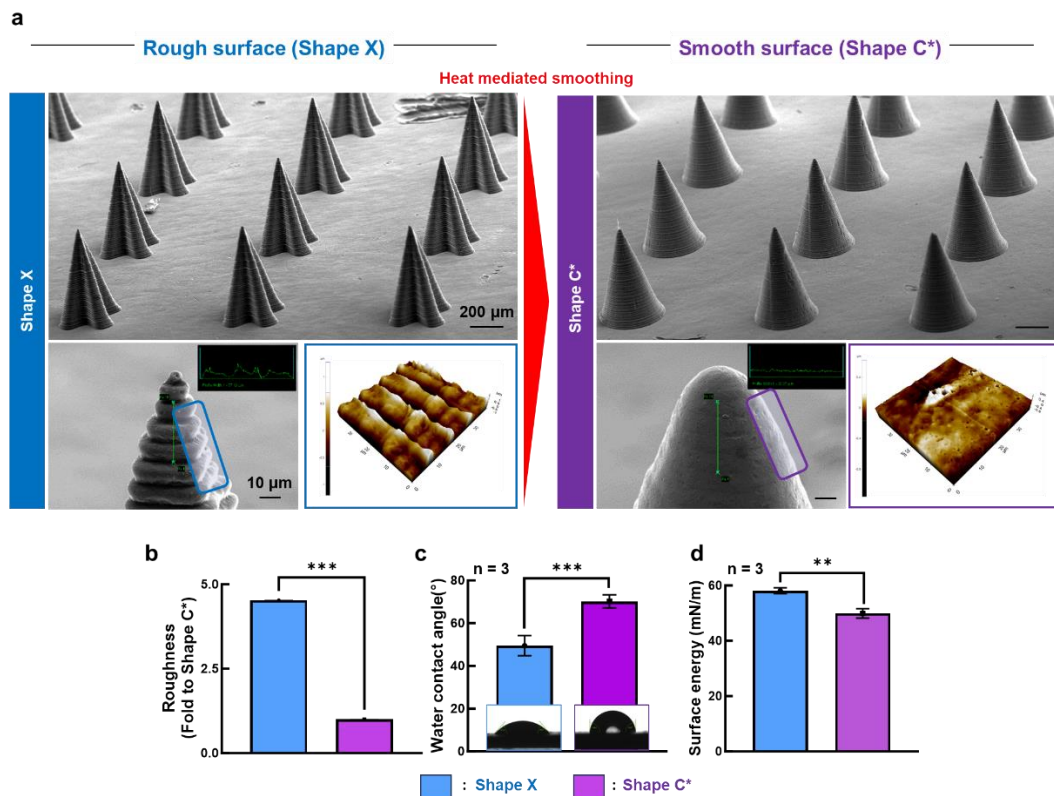 a
Rough surface (Shape X)
Smooth surface (Shape C*)
Heat mediated smoothing
Shape X
200 µm
10 µm
Shape C*
b
Roughness
(Fold to Shape C*)
5.0
2.5
0.0
***
c
n = 3
Water contact angle(°)
80
60
40
20
0
***
d
n = 3
Surface energy (mN/m)
60
40
20
0
**
: Shape X
: Shape C*